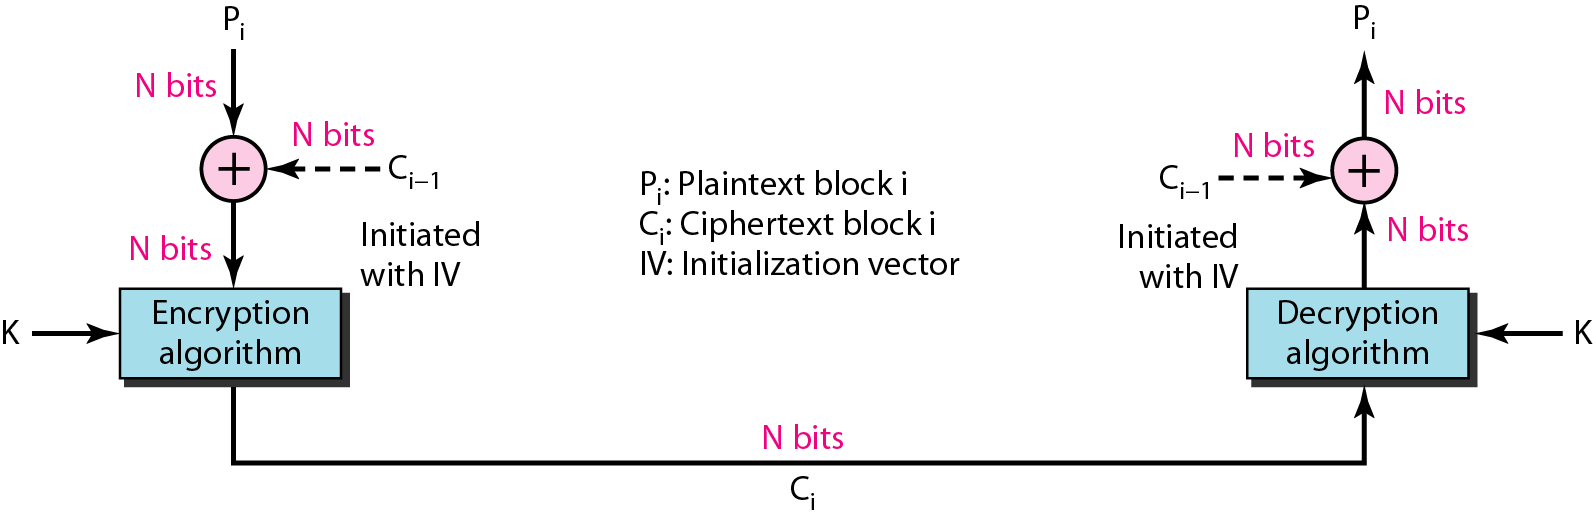 Pi
N bits
N bits
Ci–1
N bits
Initiated
with IV
K
Encryption
algorithm
Pi: Plaintext block i
Ci: Ciphertext block i
IV: Initialization vector
N bits
Ci
Pi
N bits
N bits
Ci–1
N bits
Initiated
with IV
Decryption
algorithm
K